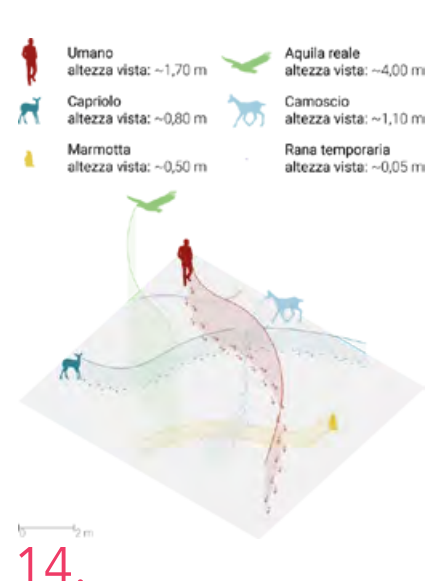 Umano
altezza vista: ~1,70 m
Aquila reale
altezza vista: ~4,00 m
Capriolo
altezza vista: ~0,80 m
Camoscio
altezza vista: ~1,10 m
Marmotta
altezza vista: ~0,50 m
Rana temporaria
altezza vista: ~0,05 m
0 2 m
14.